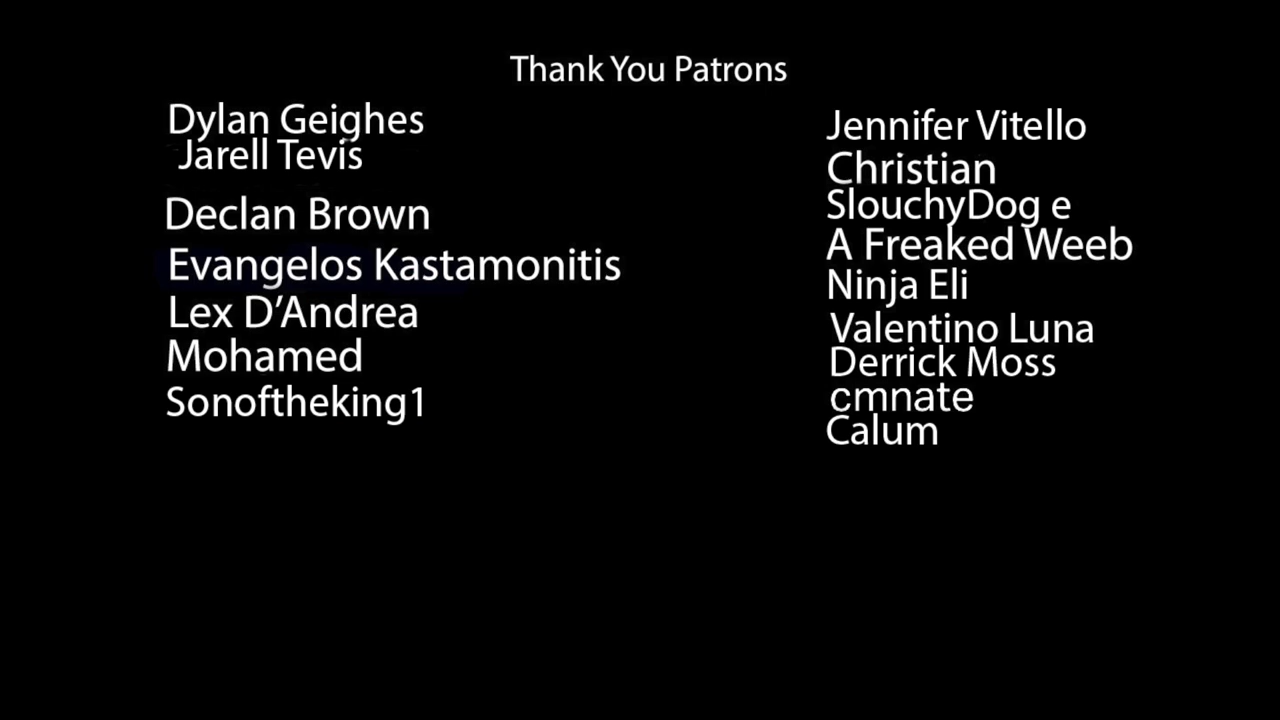 Thank You Patrons
Dylan Geighes
Jarell Tevis
Declan Brown
Evangelos Kastamonitis
Lex D’Andrea
Mohamed
Sonoftheking1
Jennifer Vitello
Christian
SlouchyDog e
A Freaked Weeb
Ninja Eli
Valentino Luna
Derrick Moss
cmnate
Calum